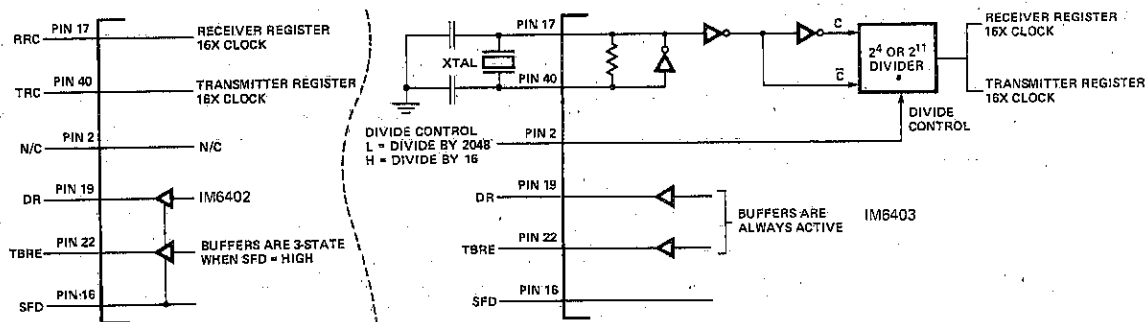 RRC PIN 17 RECEIVER REGISTER
16X CLOCK
TRC PIN 40 TRANSMITTER REGISTER
16X CLOCK
N/C PIN 2 N/C
DR PIN 19 IM6402
TBRE PIN 22 BUFFERS ARE 3-STATE
WHEN SFD = HIGH
SFD PIN 16
PIN 17
XTAL
PIN 40
C
C̅
2⁴ OR 2¹¹
DIVIDER
RECEIVER REGISTER
16X CLOCK
TRANSMITTER REGISTER
16X CLOCK
DIVIDE
CONTROL
DIVIDE CONTROL
L = DIVIDE BY 2048
H = DIVIDE BY 16
PIN 2
DR PIN 19
TBRE PIN 22
BUFFERS ARE
ALWAYS ACTIVE
IM6403
SFD PIN 16